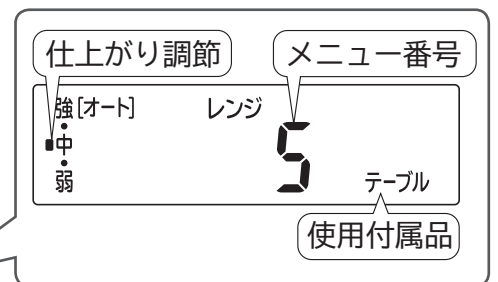 仕上がり調節 メニュー番号
強[オート] レンジ
中 5
弱 テーブル
使用付属品